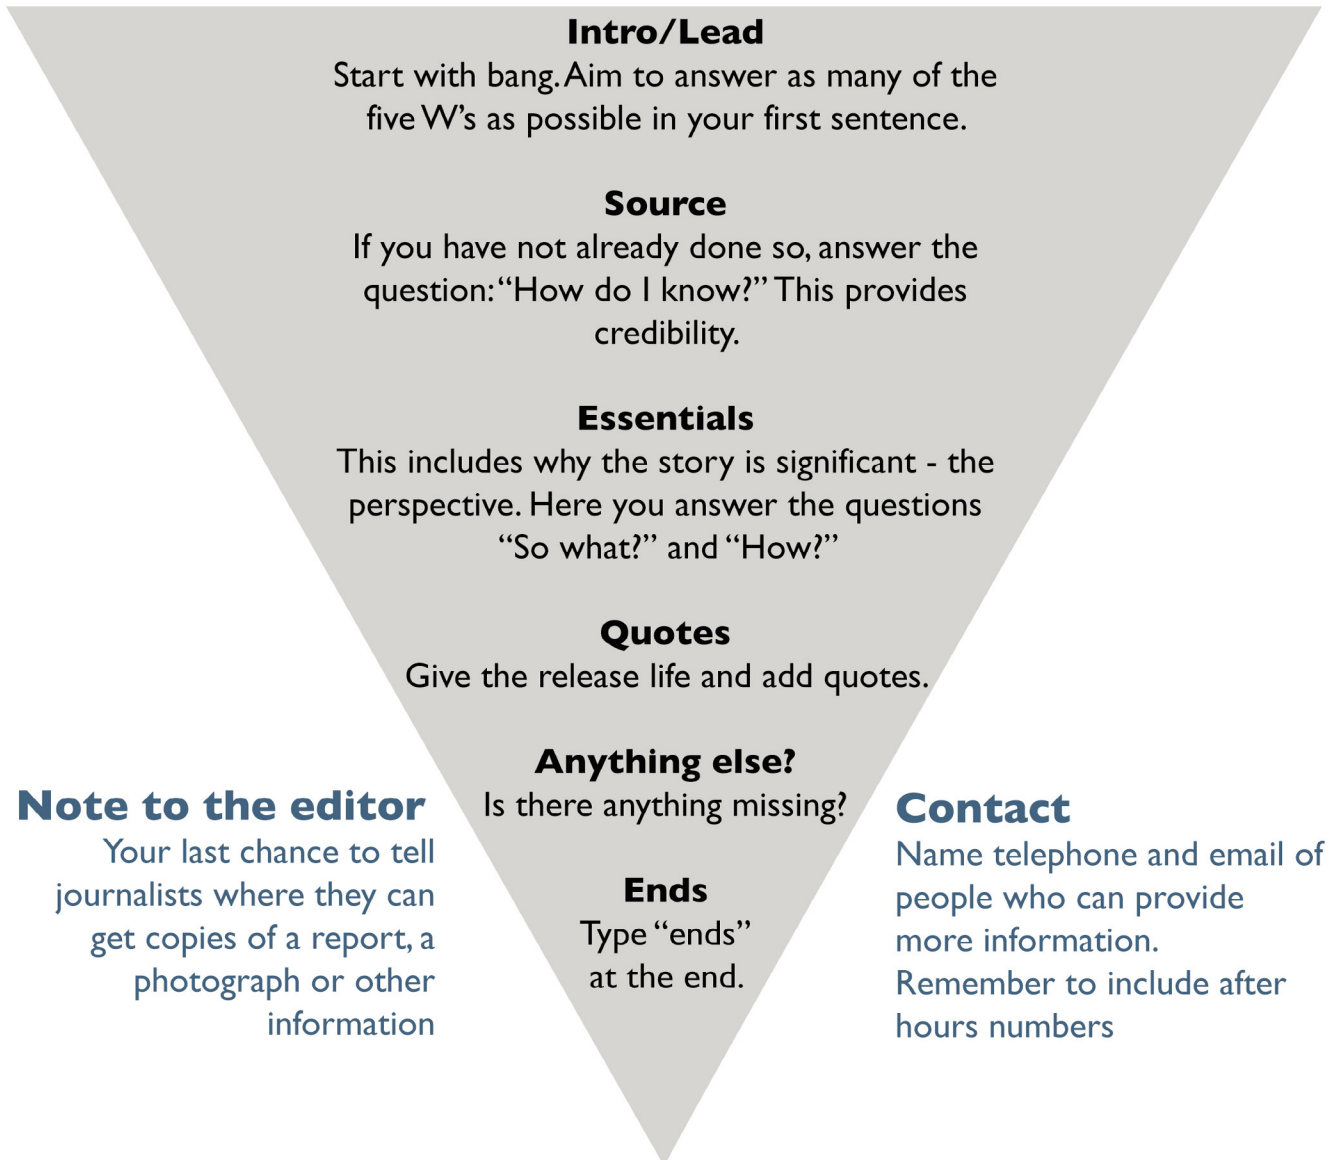 Intro/Lead
Start with bang. Aim to answer as many of the
five W’s as possible in your first sentence.
Source
If you have not already done so, answer the
question: “How do I know?” This provides
credibility.
Essentials
This includes why the story is significant - the
perspective. Here you answer the questions
“So what?” and “How?”
Quotes
Give the release life and add quotes.
Anything else?
Is there anything missing?
Ends
Type “ends”
at the end.
Note to the editor
Your last chance to tell
journalists where they can
get copies of a report, a
photograph or other
information
Contact
Name telephone and email of
people who can provide
more information.
Remember to include after
hours numbers